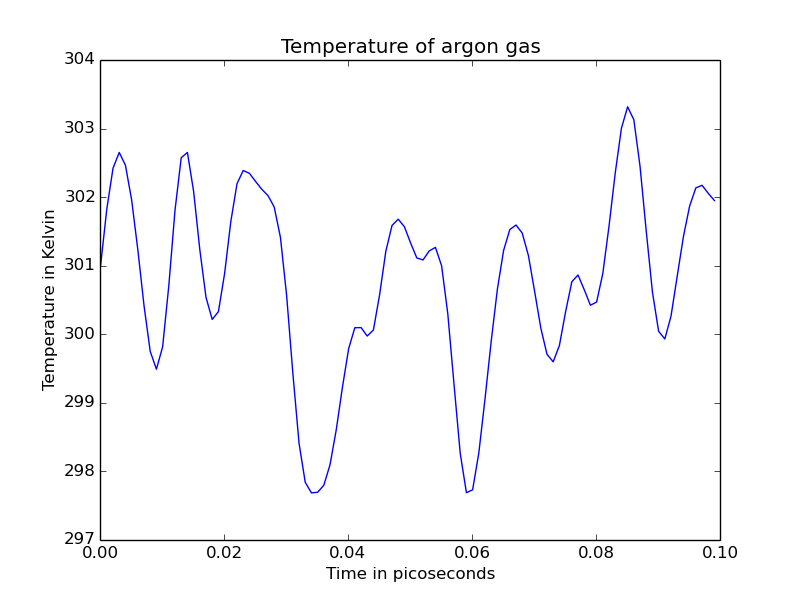 Temperature of argon gas
304
303
302
301
300
299
298
297
Temperature in Kelvin
0.00 0.02 0.04 0.06 0.08 0.10
Time in picoseconds